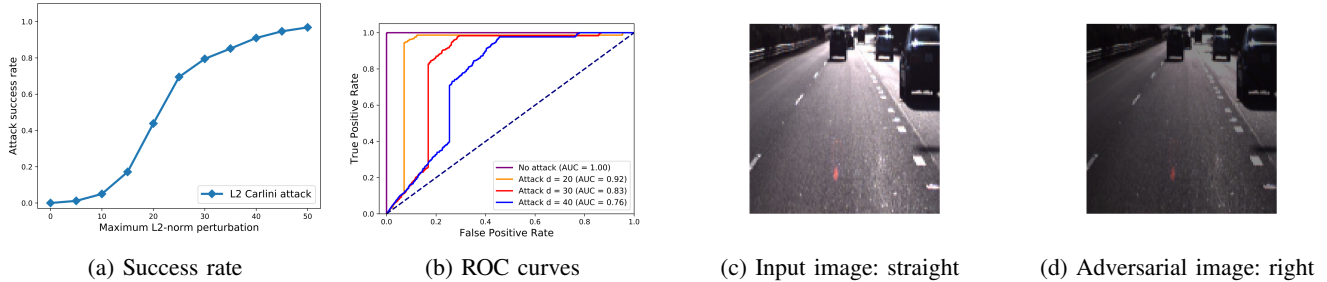 1.0
0.8
0.6
0.4
0.2
0.0
Attack success rate
L2 Carlini attack
0 10 20 30 40 50
Maximum L2-norm perturbation
(a) Success rate
1.0
0.8
0.6
0.4
0.2
0.0
True Positive Rate
No attack (AUC = 1.00)
Attack d = 20 (AUC = 0.92)
Attack d = 30 (AUC = 0.83)
Attack d = 40 (AUC = 0.76)
0.0 0.2 0.4 0.6 0.8 1.0
False Positive Rate
(b) ROC curves
(c) Input image: straight
(d) Adversarial image: right